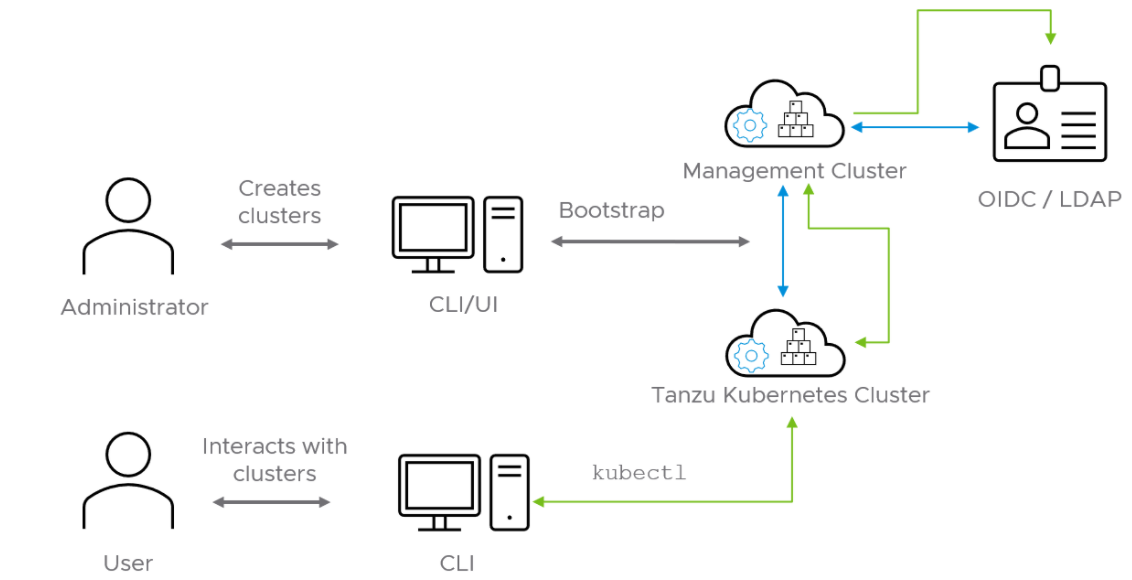 Management Cluster
OIDC / LDAP
Creates
clusters
Bootstrap
Administrator
CLI/UI
Tanzu Kubernetes Cluster
Interacts with
clusters
kubectl
User
CLI